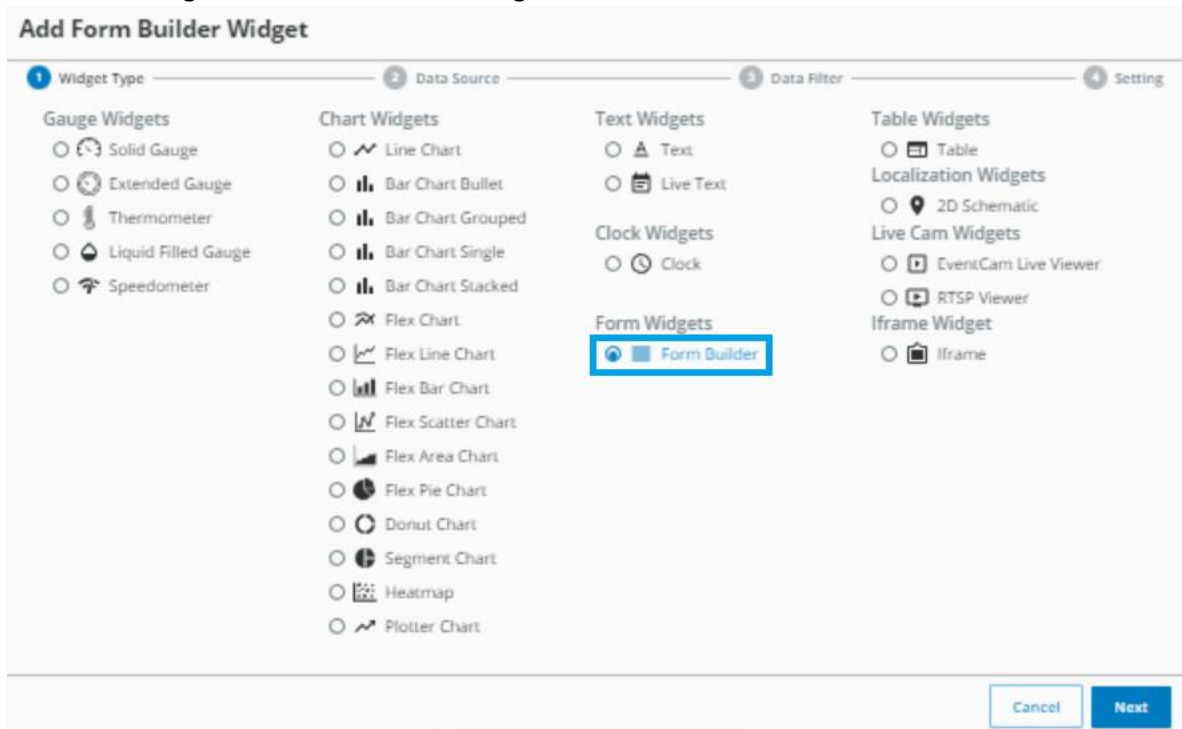 Add Form Builder Widget
1 Widget Type
2 Data Source
3 Data Filter
4 Setting
Gauge Widgets
Solid Gauge
Extended Gauge
Thermometer
Liquid Filled Gauge
Speedometer
Chart Widgets
Line Chart
Bar Chart Bullet
Bar Chart Grouped
Bar Chart Single
Bar Chart Stacked
Flex Chart
Flex Line Chart
Flex Bar Chart
Flex Scatter Chart
Flex Area Chart
Flex Pie Chart
Donut Chart
Segment Chart
Heatmap
Plotter Chart
Text Widgets
Text
Live Text
Clock Widgets
Clock
Form Widgets
Form Builder
Table Widgets
Table
Localization Widgets
2D Schematic
Live Cam Widgets
EventCam Live Viewer
RTSP Viewer
Iframe Widget
Iframe
Cancel
Next